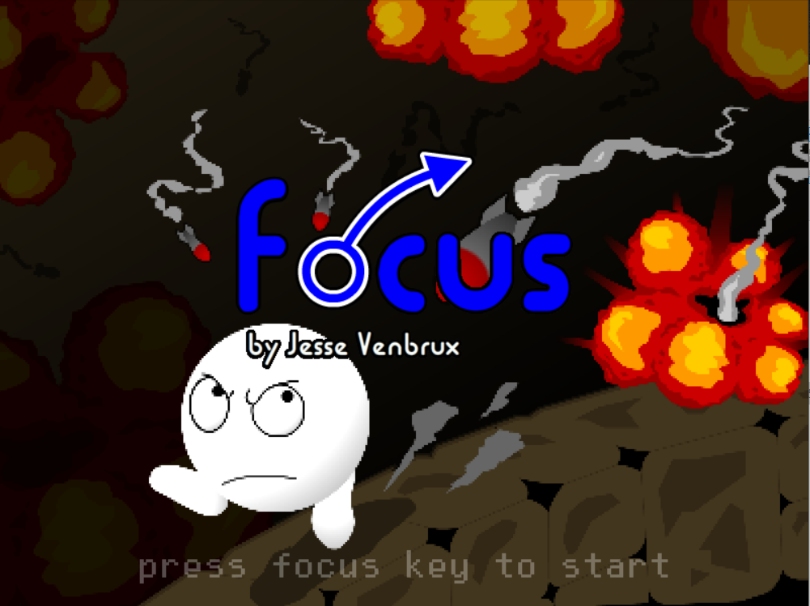 focus
by Jesse Venbrux
press focus key to start